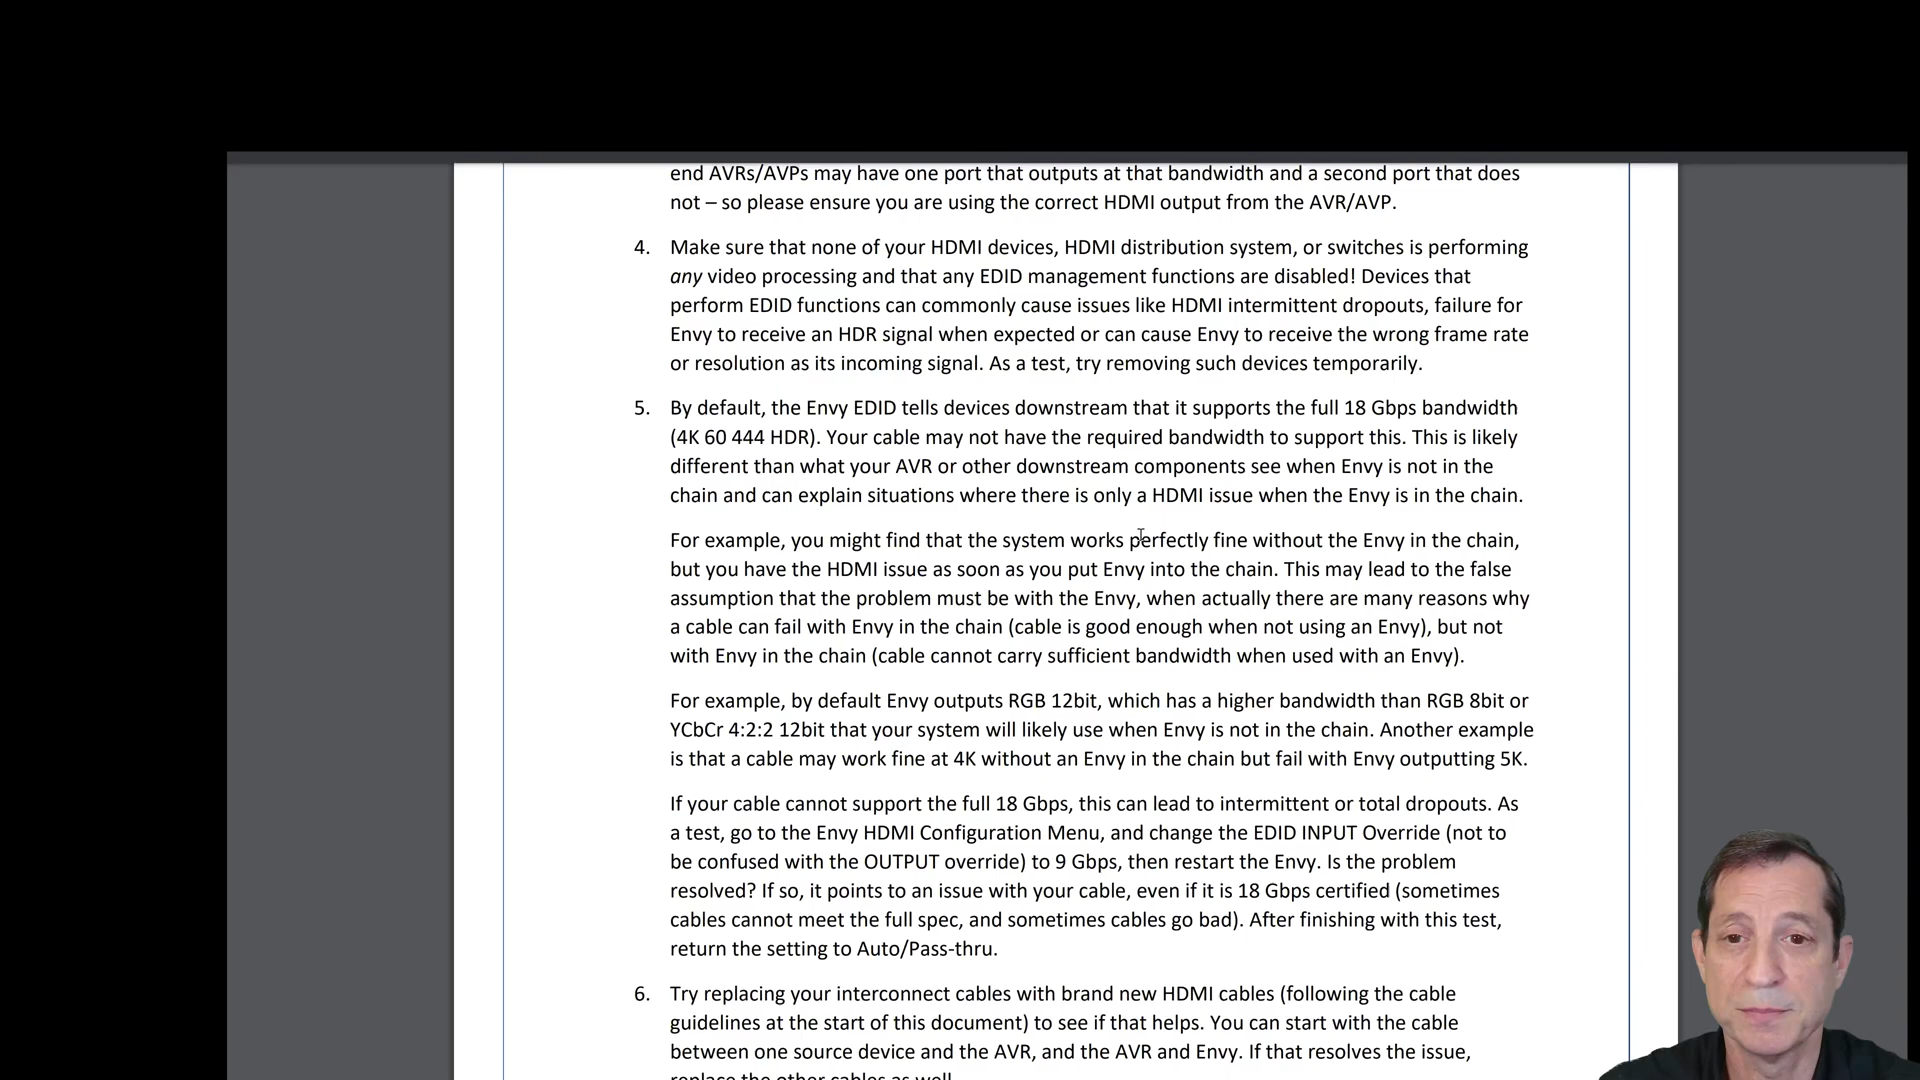 end AVRs/AVPs may have one port that outputs at that bandwidth and a second port that does
not – so please ensure you are using the correct HDMI output from the AVR/AVP.
4. Make sure that none of your HDMI devices, HDMI distribution system, or switches is performing
any video processing and that any EDID management functions are disabled! Devices that
perform EDID functions can commonly cause issues like HDMI intermittent dropouts, failure for
Envy to receive an HDR signal when expected or can cause Envy to receive the wrong frame rate
or resolution as its incoming signal. As a test, try removing such devices temporarily.
5. By default, the Envy EDID tells devices downstream that it supports the full 18 Gbps bandwidth
(4K 60 444 HDR). Your cable may not have the required bandwidth to support this. This is likely
different than what your AVR or other downstream components see when Envy is not in the
chain and can explain situations where there is only a HDMI issue when the Envy is in the chain.
For example, you might find that the system works perfectly fine without the Envy in the chain,
but you have the HDMI issue as soon as you put Envy into the chain. This may lead to the false
assumption that the problem must be with the Envy, when actually there are many reasons why
a cable can fail with Envy in the chain (cable is good enough when not using an Envy), but not
with Envy in the chain (cable cannot carry sufficient bandwidth when used with an Envy).
For example, by default Envy outputs RGB 12bit, which has a higher bandwidth than RGB 8bit or
YCbCr 4:2:2 12bit that your system will likely use when Envy is not in the chain. Another example
is that a cable may work fine at 4K without an Envy in the chain but fail with Envy outputting 5K.
If your cable cannot support the full 18 Gbps, this can lead to intermittent or total dropouts. As
a test, go to the Envy HDMI Configuration Menu, and change the EDID INPUT Override (not to
be confused with the OUTPUT override) to 9 Gbps, then restart the Envy. Is the problem
resolved? If so, it points to an issue with your cable, even if it is 18 Gbps certified (sometimes
cables cannot meet the full spec, and sometimes cables go bad). After finishing with this test,
return the setting to Auto/Pass-thru.
6. Try replacing your interconnect cables with brand new HDMI cables (following the cable
guidelines at the start of this document) to see if that helps. You can start with the cable
between one source device and the AVR, and the AVR and Envy. If that resolves the issue,
replace the other cables as well.